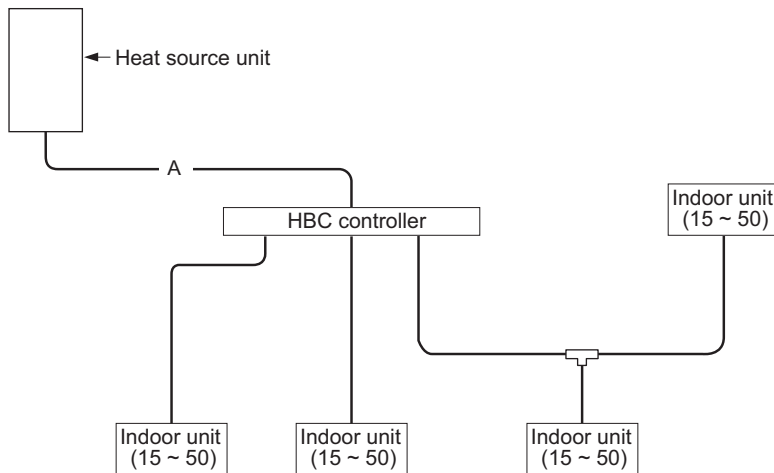 Heat source unit
A
HBC controller
Indoor unit
(15 ~ 50)
Indoor unit
(15 ~ 50)
Indoor unit
(15 ~ 50)
Indoor unit
(15 ~ 50)